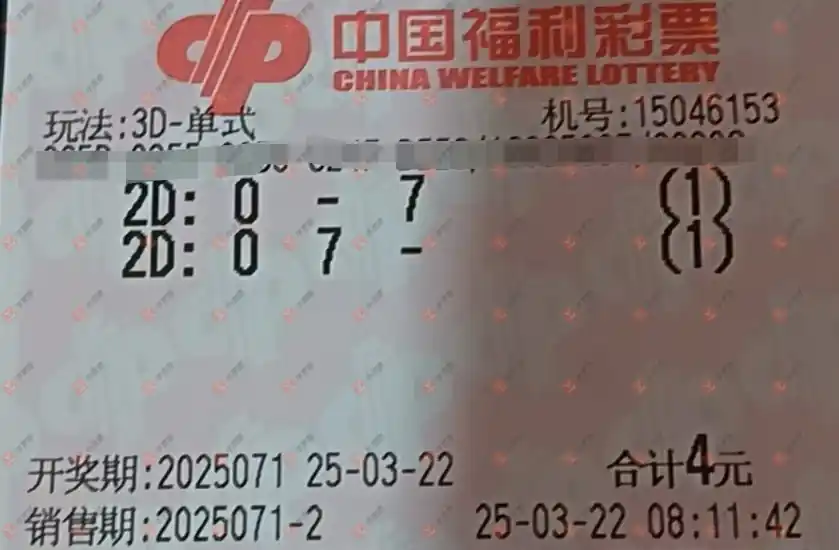 中国福利彩票
CHINA WELFARE LOTTERY
玩法:3D-单式 机号:15046153
2D: 0 - 7 (1)
2D: 0 7 - (1)
开奖期:2025071 25-03-22 合计4元
销售期:2025071-2 25-03-22 08:11:42